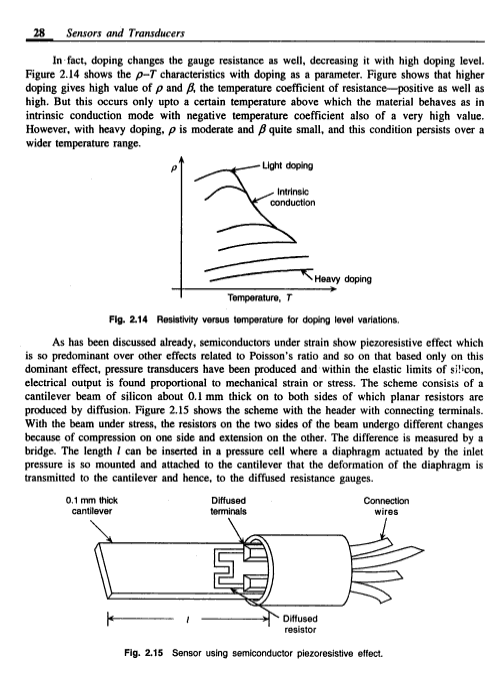 28 Sensors and Transducers
In fact, doping changes the gauge resistance as well, decreasing it with high doping level.
Figure 2.14 shows the ρ–T characteristics with doping as a parameter. Figure shows that higher
doping gives high value of ρ and β, the temperature coefficient of resistance—positive as well as
high. But this occurs only upto a certain temperature above which the material behaves as in
intrinsic conduction mode with negative temperature coefficient also of a very high value.
However, with heavy doping, ρ is moderate and β quite small, and this condition persists over a
wider temperature range.
ρ
Light doping
Intrinsic
conduction
Heavy doping
Temperature, T
Fig. 2.14 Resistivity versus temperature for doping level variations.
As has been discussed already, semiconductors under strain show piezoresistive effect which
is so predominant over other effects related to Poisson's ratio and so on that based only on this
dominant effect, pressure transducers have been produced and within the elastic limits of silicon,
electrical output is found proportional to mechanical strain or stress. The scheme consists of a
cantilever beam of silicon about 0.1 mm thick on to both sides of which planar resistors are
produced by diffusion. Figure 2.15 shows the scheme with the header with connecting terminals.
With the beam under stress, the resistors on the two sides of the beam undergo different changes
because of compression on one side and extension on the other. The difference is measured by a
bridge. The length l can be inserted in a pressure cell where a diaphragm actuated by the inlet
pressure is so mounted and attached to the cantilever that the deformation of the diaphragm is
transmitted to the cantilever and hence, to the diffused resistance gauges.
0.1 mm thick
cantilever
Diffused
terminals
Connection
wires
l
Diffused
resistor
Fig. 2.15 Sensor using semiconductor piezoresistive effect.